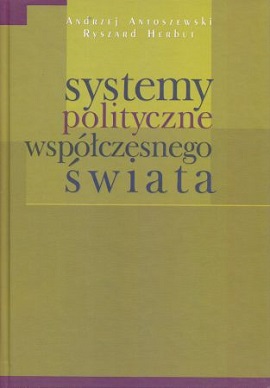 Andrzej Antoszewski
Ryszard Herbut
systemy
polityczne
współczesnego
świata